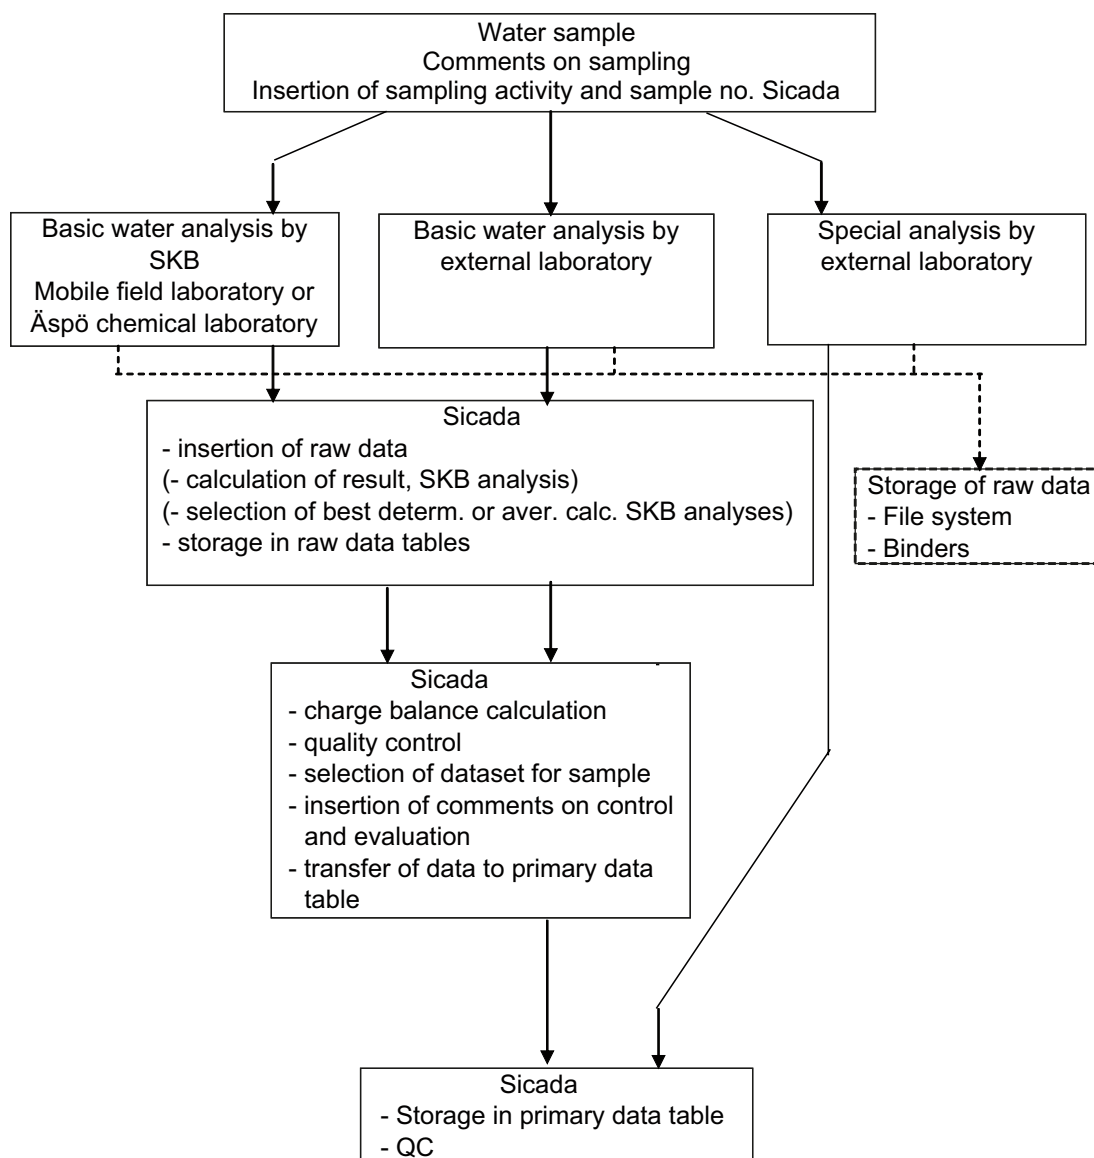 Water sample
Comments on sampling
Insertion of sampling activity and sample no. Sicada
Basic water analysis by
SKB
Mobile field laboratory or
Äspö chemical laboratory
Basic water analysis by
external laboratory
Special analysis by
external laboratory
Sicada
- insertion of raw data
(- calculation of result, SKB analysis)
(- selection of best determ. or aver. calc. SKB analyses)
- storage in raw data tables
Storage of raw data
- File system
- Binders
Sicada
- charge balance calculation
- quality control
- selection of dataset for sample
- insertion of comments on control
and evaluation
- transfer of data to primary data
table
Sicada
- Storage in primary data table
- QC